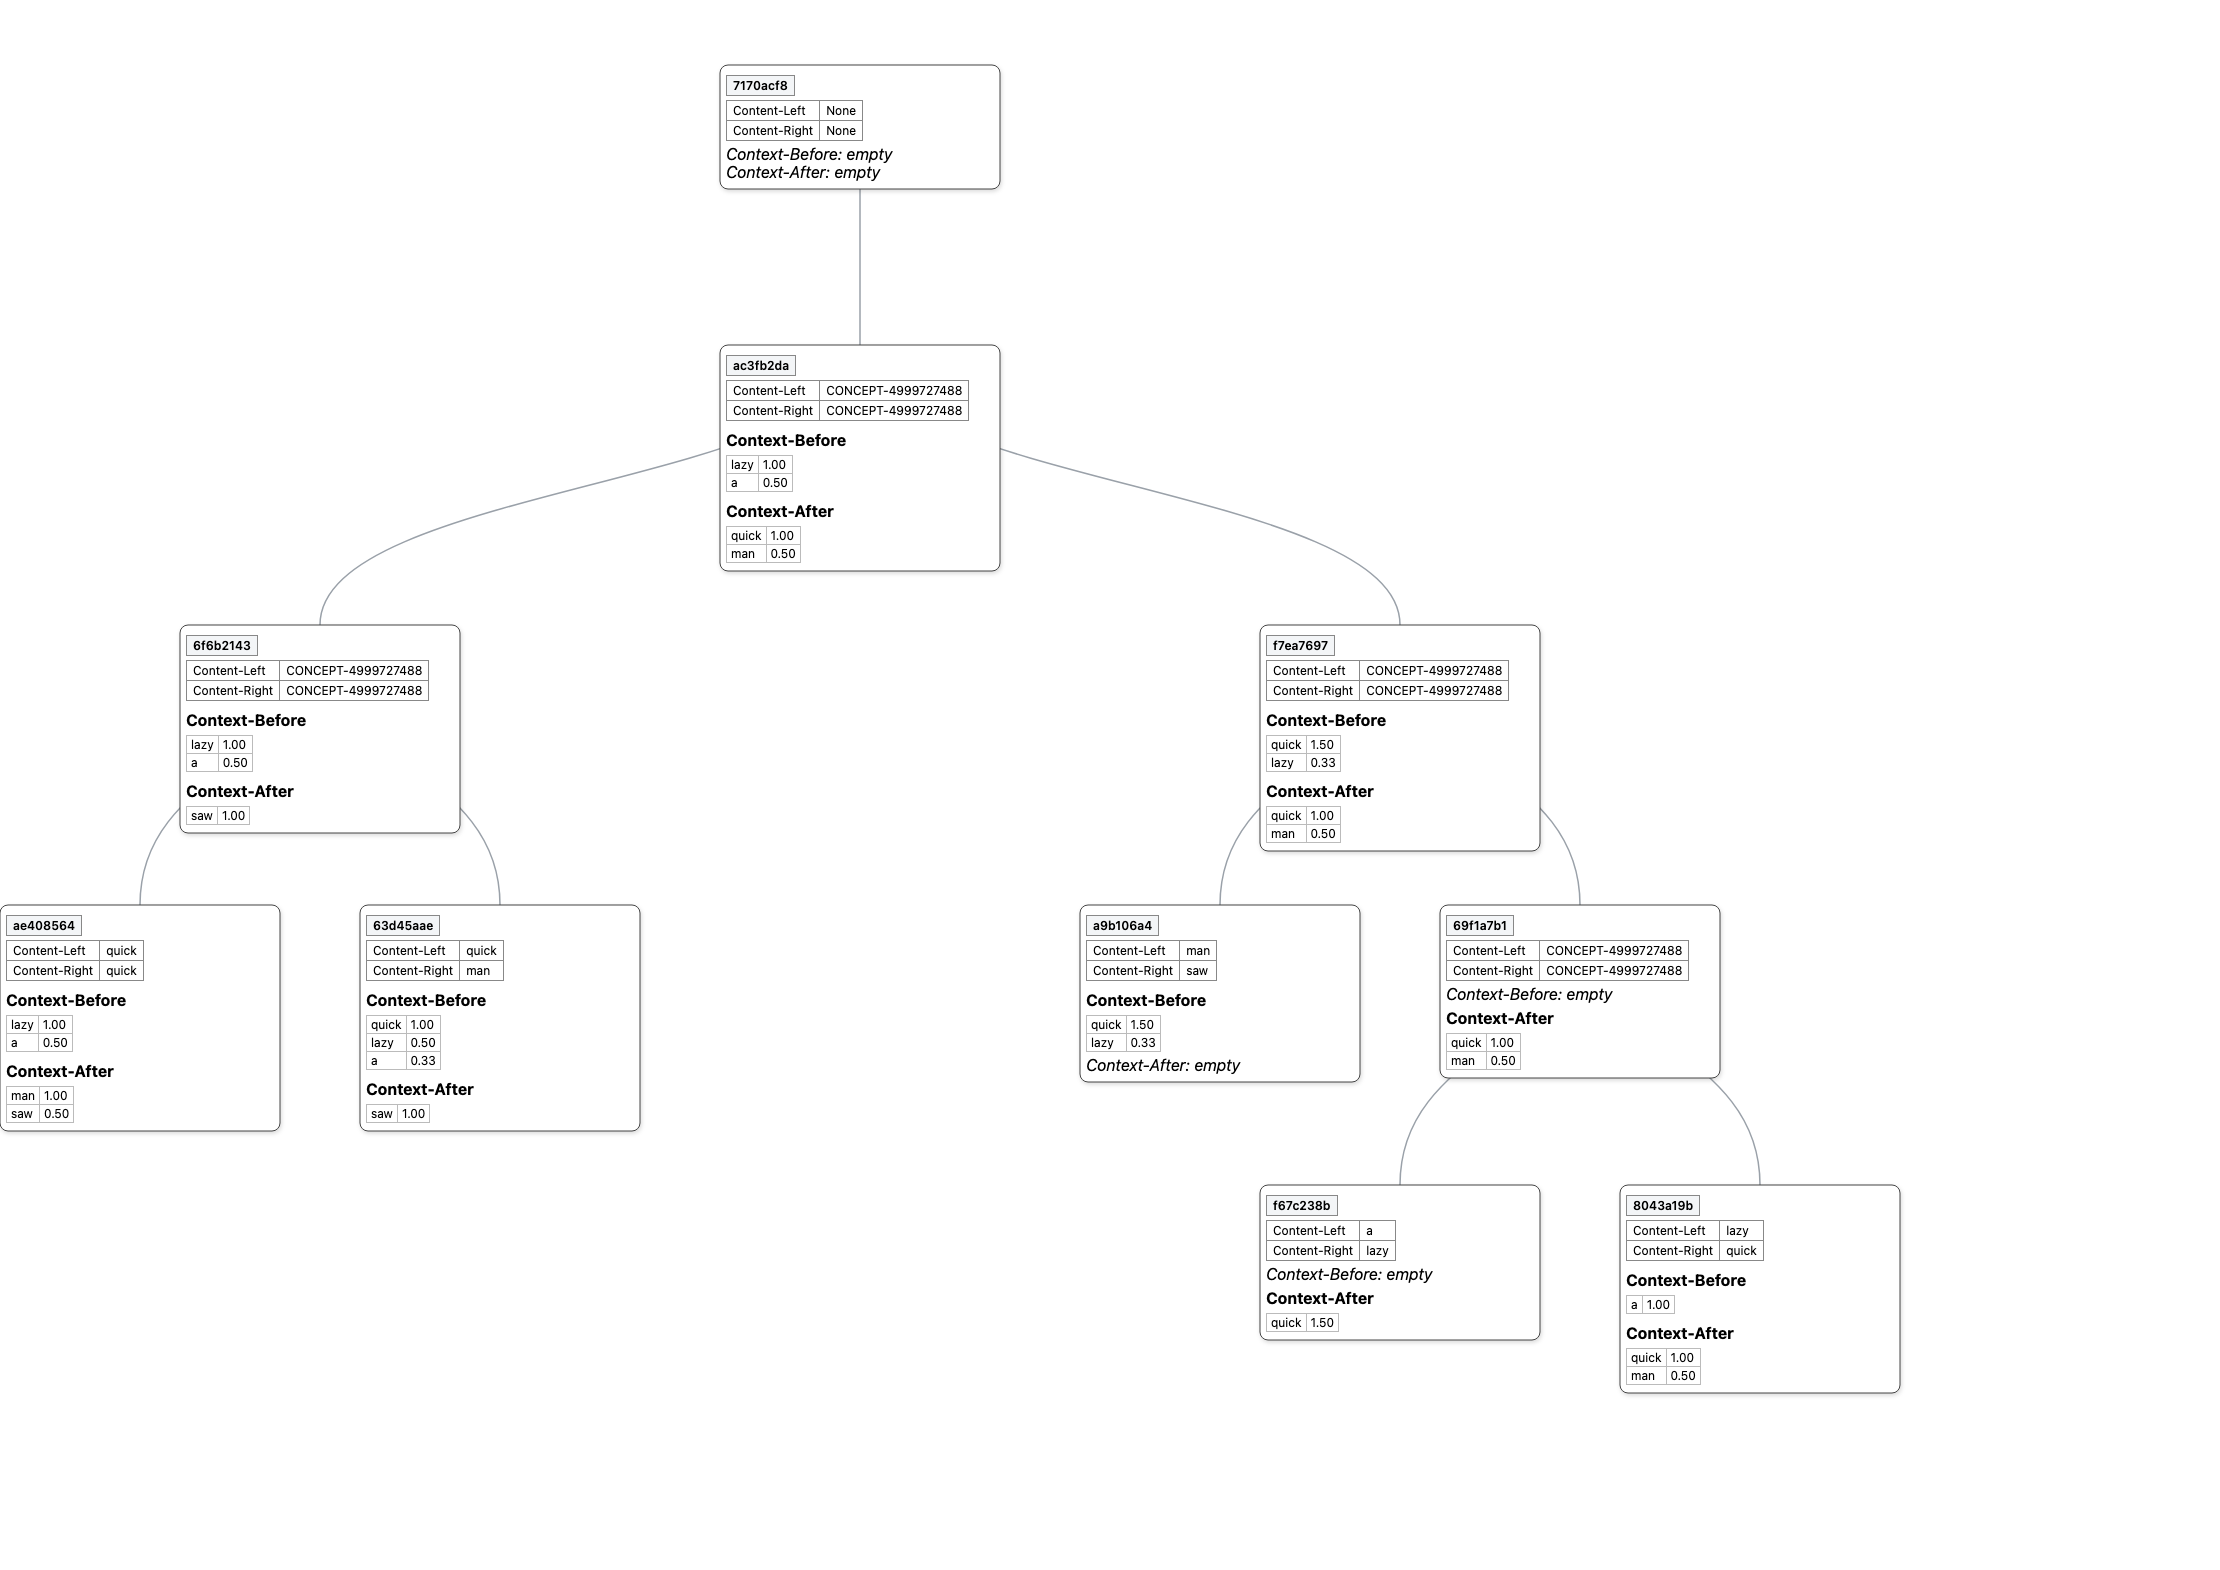 7170acf8
Content-Left None
Content-Right None
Context-Before: empty
Context-After: empty
ac3fb2da
Content-Left CONCEPT-4999727488
Content-Right CONCEPT-4999727488
Context-Before
lazy 1.00
a 0.50
Context-After
quick 1.00
man 0.50
6f6b2143
Content-Left CONCEPT-4999727488
Content-Right CONCEPT-4999727488
Context-Before
lazy 1.00
a 0.50
Context-After
saw 1.00
f7ea7697
Content-Left CONCEPT-4999727488
Content-Right CONCEPT-4999727488
Context-Before
quick 1.50
lazy 0.33
Context-After
quick 1.00
man 0.50
ae408564
Content-Left quick
Content-Right quick
Context-Before
lazy 1.00
a 0.50
Context-After
man 1.00
saw 0.50
63d45aae
Content-Left quick
Content-Right man
Context-Before
quick 1.00
lazy 0.50
a 0.33
Context-After
saw 1.00
a9b106a4
Content-Left man
Content-Right saw
Context-Before
quick 1.50
lazy 0.33
Context-After: empty
69f1a7b1
Content-Left CONCEPT-4999727488
Content-Right CONCEPT-4999727488
Context-Before: empty
Context-After
quick 1.00
man 0.50
f67c238b
Content-Left a
Content-Right lazy
Context-Before: empty
Context-After
quick 1.50
8043a19b
Content-Left lazy
Content-Right quick
Context-Before
a 1.00
Context-After
quick 1.00
man 0.50